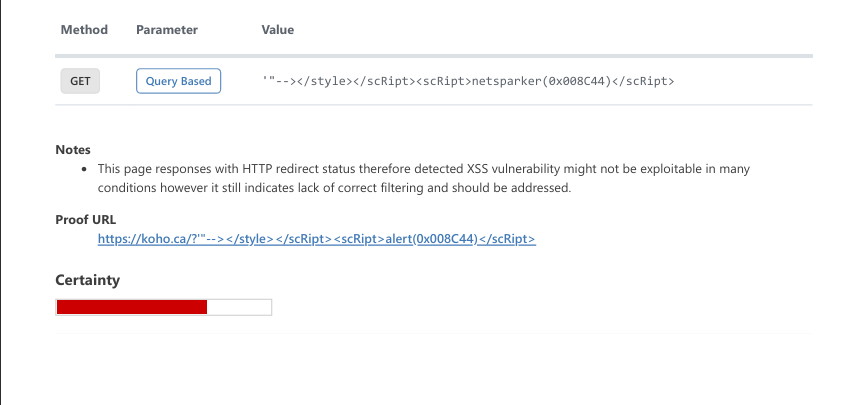 Method Parameter Value
GET Query Based '"--></style></scRipt><scRipt>netsparker(0x008C44)</scRipt>
Notes
• This page responses with HTTP redirect status therefore detected XSS vulnerability might not be exploitable in many
conditions however it still indicates lack of correct filtering and should be addressed.
Proof URL
https://koho.ca/?'"--></style></scRipt><scRipt>alert(0x008C44)</scRipt>
Certainty